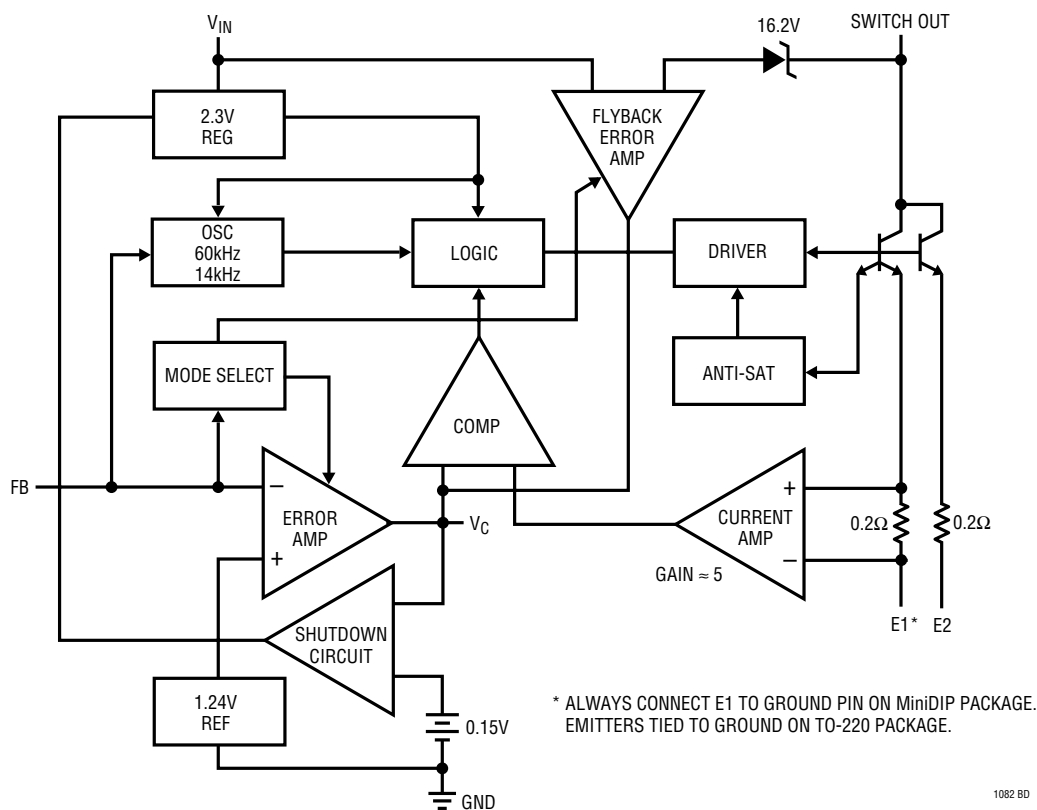 V_IN
16.2V
SWITCH OUT
2.3V
REG
FLYBACK
ERROR
AMP
OSC
60kHz
14kHz
LOGIC
DRIVER
MODE SELECT
ANTI-SAT
COMP
FB
–
ERROR
AMP
+
V_C
+
CURRENT
AMP
–
0.2Ω
0.2Ω
GAIN ≈ 5
E1*
E2
SHUTDOWN
CIRCUIT
1.24V
REF
0.15V
GND
* ALWAYS CONNECT E1 TO GROUND PIN ON MiniDIP PACKAGE.
EMITTERS TIED TO GROUND ON TO-220 PACKAGE.
1082 BD